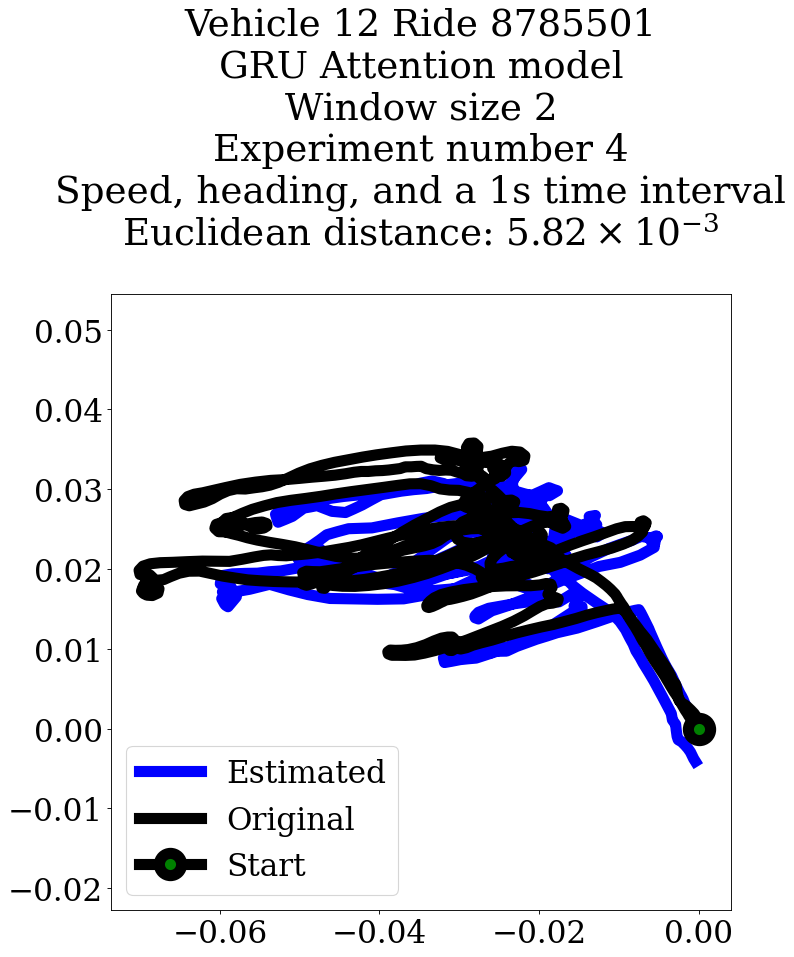 Vehicle 12 Ride 8785501
GRU Attention model
Window size 2
Experiment number 4
Speed, heading, and a 1s time interval
Euclidean distance: 5.82 × 10⁻³
0.05
0.04
0.03
0.02
0.01
0.00
−0.01
−0.02
Estimated
Original
Start
−0.06 −0.04 −0.02 0.00